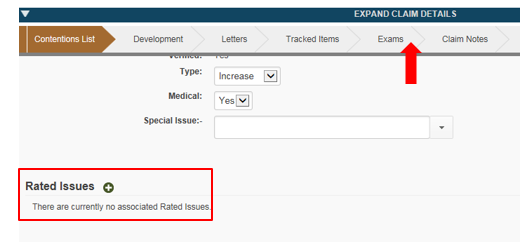 EXPAND CLAIM DETAILS
Contentions List Development Letters Tracked Items Exams Claim Notes
Verified: Yes
Type: Increase
Medical: Yes
Special Issue:-
Rated Issues
There are currently no associated Rated Issues.